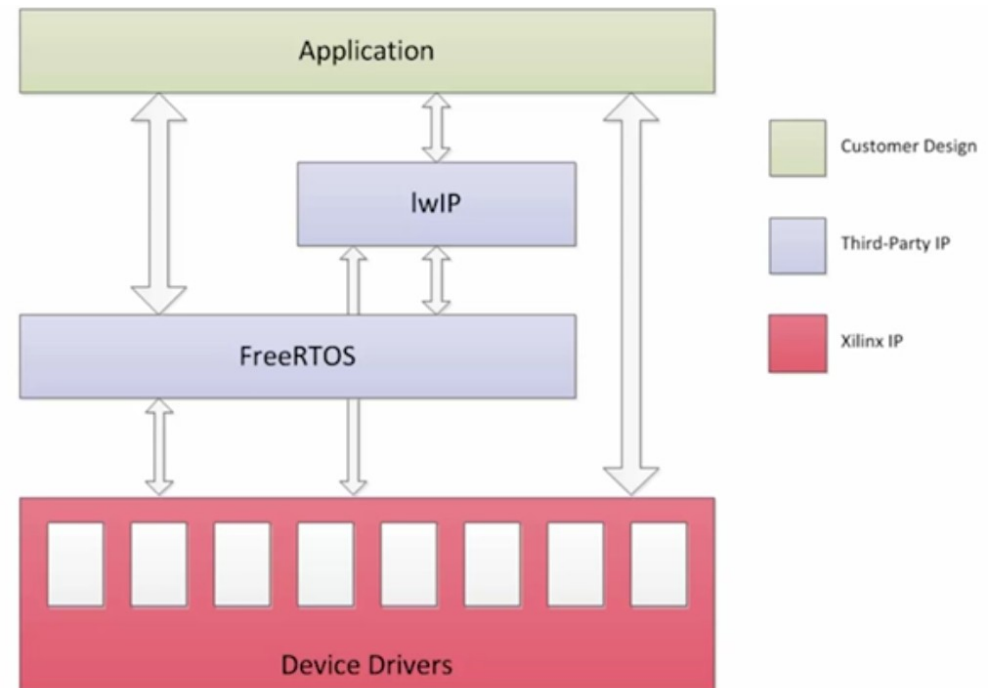 Application
Customer Design
lwIP
Third-Party IP
FreeRTOS
Xilinx IP
Device Drivers